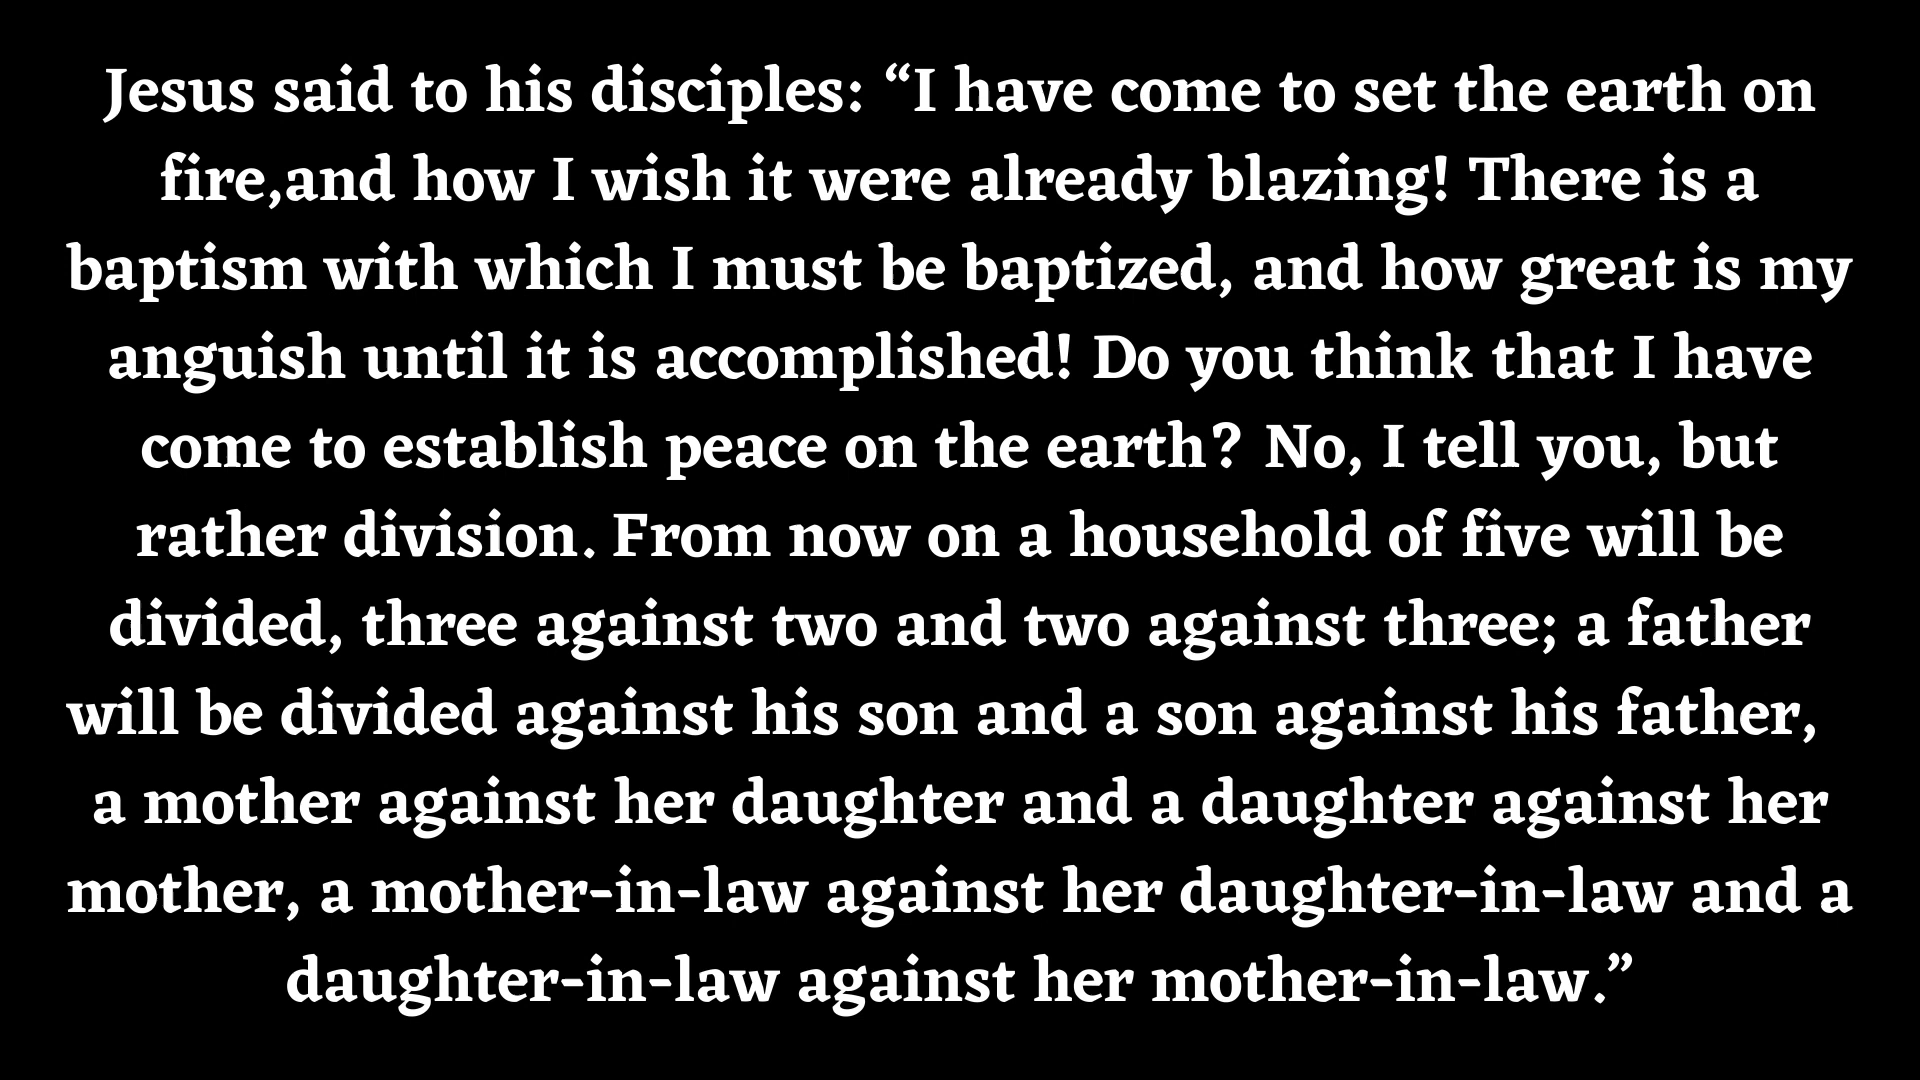 Jesus said to his disciples: “I have come to set the earth on
fire,and how I wish it were already blazing! There is a
baptism with which I must be baptized, and how great is my
anguish until it is accomplished! Do you think that I have
come to establish peace on the earth? No, I tell you, but
rather division. From now on a household of five will be
divided, three against two and two against three; a father
will be divided against his son and a son against his father,
a mother against her daughter and a daughter against her
mother, a mother-in-law against her daughter-in-law and a
daughter-in-law against her mother-in-law.”